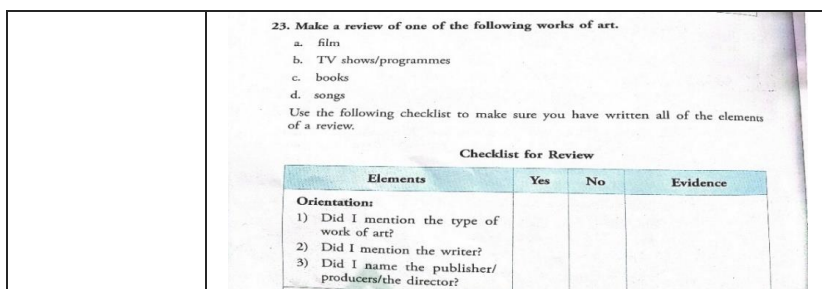 23. Make a review of one of the following works of art.
a. film
b. TV shows/programmes
c. books
d. songs
Use the following checklist to make sure you have written all of the elements
of a review.
Checklist for Review
Elements Yes No Evidence
Orientation:
1) Did I mention the type of
work of art?
2) Did I mention the writer?
3) Did I name the publisher/
producers/the director?